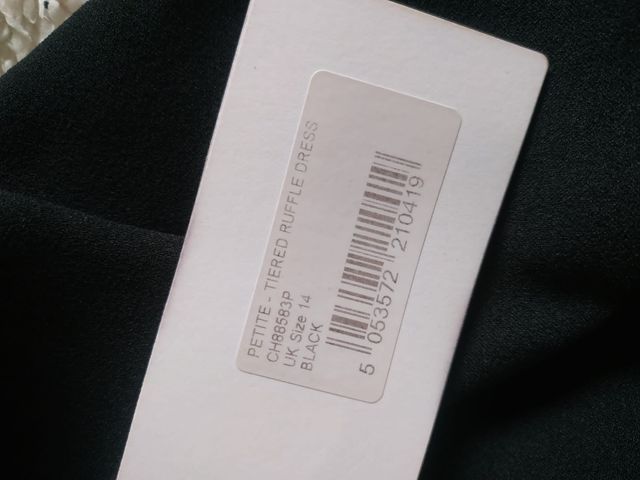 PETITE - TIERED RUFFLE DRESS
CH88583P
UK Size 14
BLACK
5 053572 210419